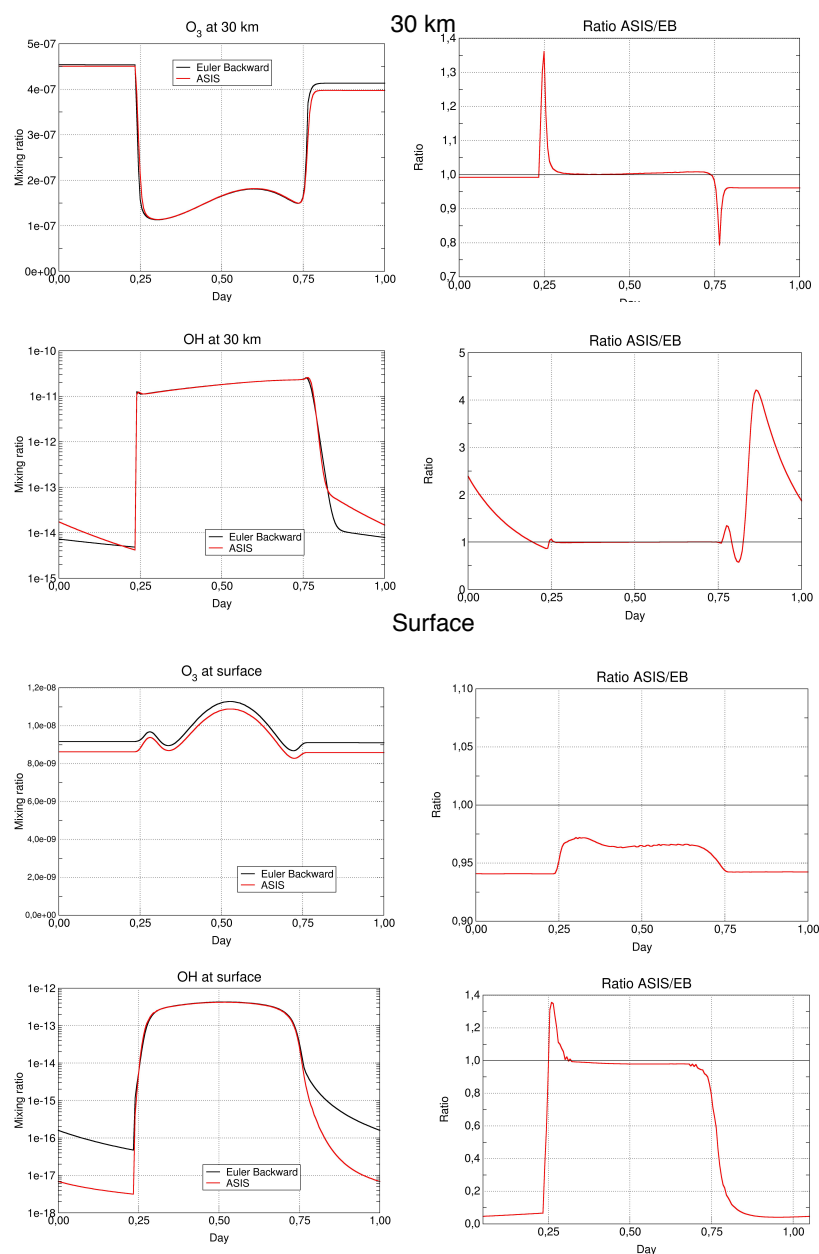 30 km
O3 at 30 km
5e-07
4e-07
3e-07
2e-07
1e-07
0e+00
Mixing ratio
Euler Backward
ASIS
0,00 0,25 0,50 0,75 1,00
Day
Ratio ASIS/EB
1,4
1,3
1,2
1,1
1,0
0,9
0,8
0,7
Ratio
0,00 0,25 0,50 0,75 1,00
OH at 30 km
1e-10
1e-11
1e-12
1e-13
1e-14
1e-15
Mixing ratio
Euler Backward
ASIS
0,00 0,25 0,50 0,75 1,00
Day
Ratio ASIS/EB
5
4
3
2
1
0
Ratio
0,00 0,25 0,50 0,75 1,00
Day
Surface
O3 at surface
1,2e-08
1,0e-08
8,0e-09
6,0e-09
4,0e-09
2,0e-09
0,0e+00
Mixing ratio
Euler Backward
ASIS
0,00 0,25 0,50 0,75 1,00
Day
Ratio ASIS/EB
1,10
1,05
1,00
0,95
0,90
Ratio
0,00 0,25 0,50 0,75 1,00
Day
OH at surface
1e-12
1e-13
1e-14
1e-15
1e-16
1e-17
1e-18
Mixing ratio
Euler Backward
ASIS
0,00 0,25 0,50 0,75 1,00
Day
Ratio ASIS/EB
1,4
1,2
1,0
0,8
0,6
0,4
0,2
0,0
Ratio
0,25 0,50 0,75 1,00
Day